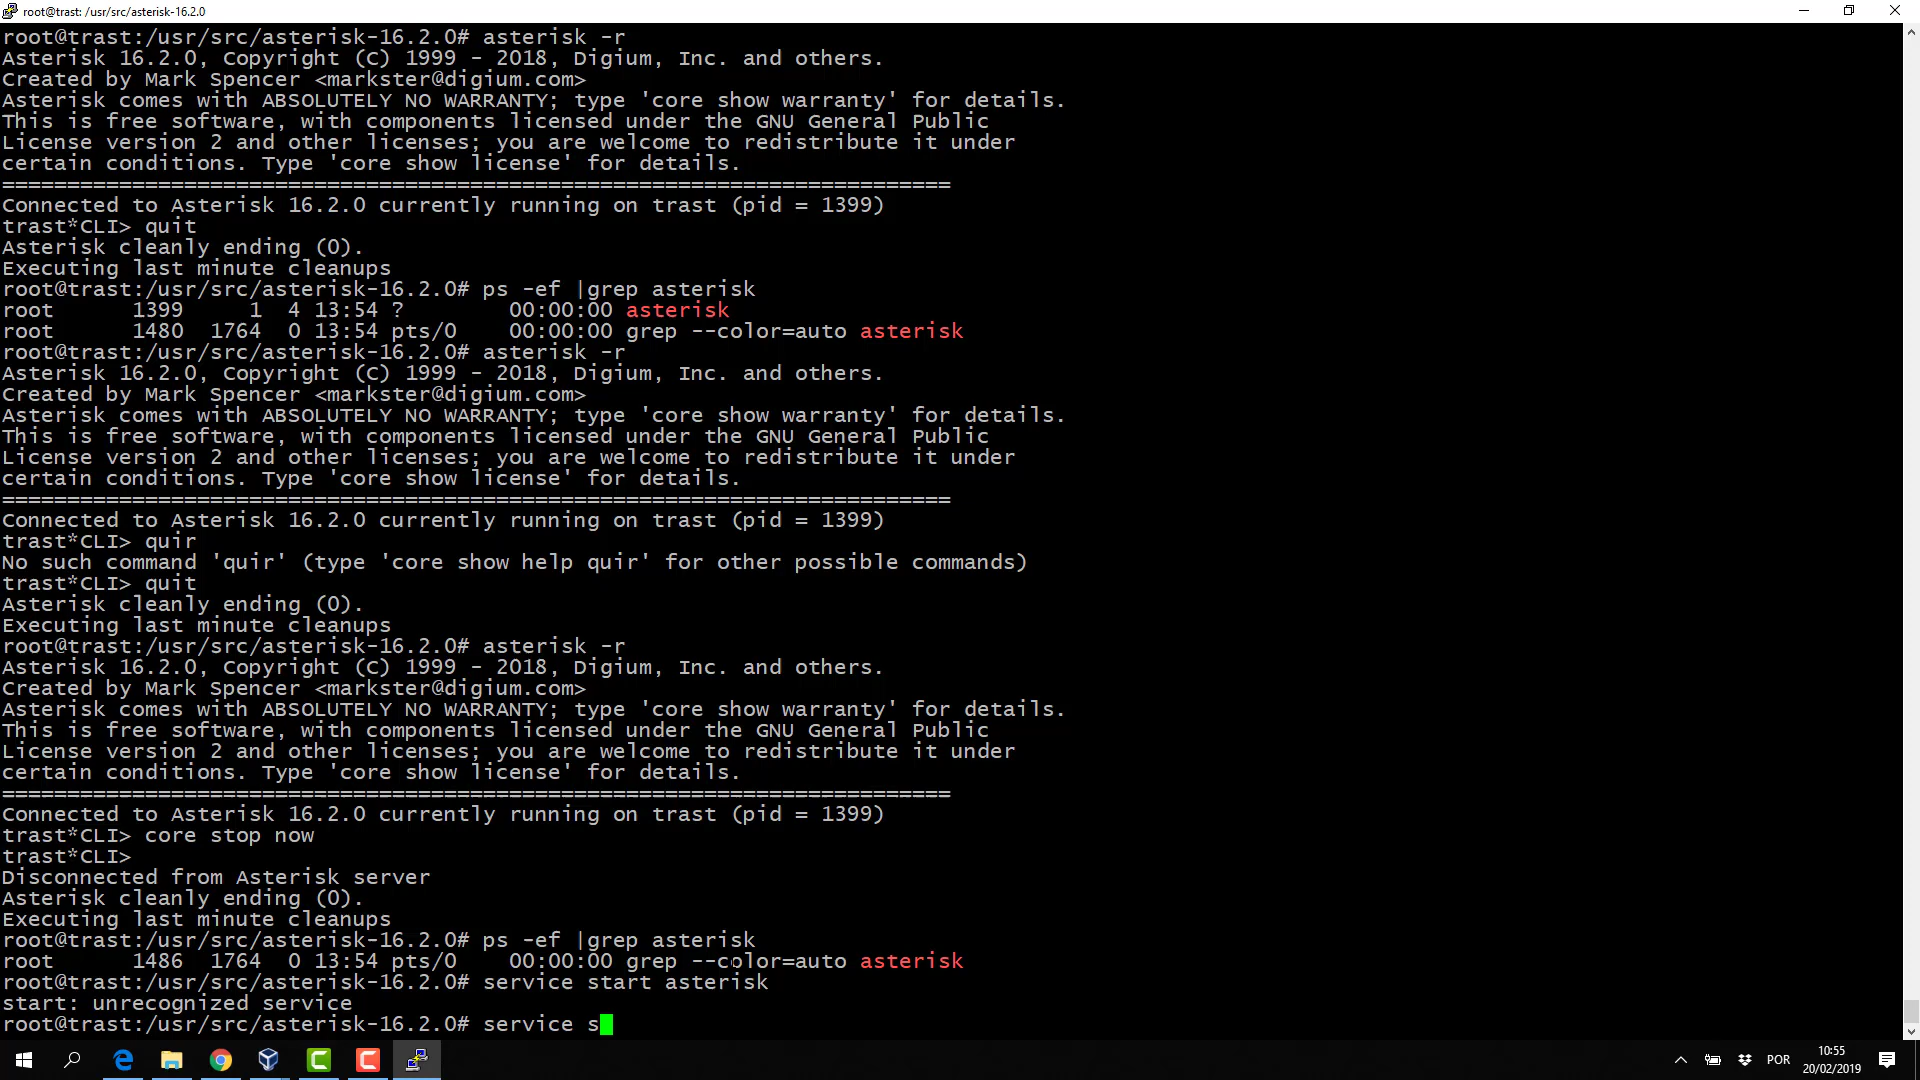 root@trast: /usr/src/asterisk-16.2.0
root@trast:/usr/src/asterisk-16.2.0# asterisk -r
Asterisk 16.2.0, Copyright (C) 1999 - 2018, Digium, Inc. and others.
Created by Mark Spencer <markster@digium.com>
Asterisk comes with ABSOLUTELY NO WARRANTY; type 'core show warranty' for details.
This is free software, with components licensed under the GNU General Public
License version 2 and other licenses; you are welcome to redistribute it under
certain conditions. Type 'core show license' for details.
=========================================================================
Connected to Asterisk 16.2.0 currently running on trast (pid = 1399)
trast*CLI> quit
Asterisk cleanly ending (0).
Executing last minute cleanups
root@trast:/usr/src/asterisk-16.2.0# ps -ef |grep asterisk
root      1399     1  4 13:54 ?        00:00:00 asterisk
root      1480  1764  0 13:54 pts/0    00:00:00 grep --color=auto asterisk
root@trast:/usr/src/asterisk-16.2.0# asterisk -r
Asterisk 16.2.0, Copyright (C) 1999 - 2018, Digium, Inc. and others.
Created by Mark Spencer <markster@digium.com>
Asterisk comes with ABSOLUTELY NO WARRANTY; type 'core show warranty' for details.
This is free software, with components licensed under the GNU General Public
License version 2 and other licenses; you are welcome to redistribute it under
certain conditions. Type 'core show license' for details.
=========================================================================
Connected to Asterisk 16.2.0 currently running on trast (pid = 1399)
trast*CLI> quir
No such command 'quir' (type 'core show help quir' for other possible commands)
trast*CLI> quit
Asterisk cleanly ending (0).
Executing last minute cleanups
root@trast:/usr/src/asterisk-16.2.0# asterisk -r
Asterisk 16.2.0, Copyright (C) 1999 - 2018, Digium, Inc. and others.
Created by Mark Spencer <markster@digium.com>
Asterisk comes with ABSOLUTELY NO WARRANTY; type 'core show warranty' for details.
This is free software, with components licensed under the GNU General Public
License version 2 and other licenses; you are welcome to redistribute it under
certain conditions. Type 'core show license' for details.
=========================================================================
Connected to Asterisk 16.2.0 currently running on trast (pid = 1399)
trast*CLI> core stop now
trast*CLI>
Disconnected from Asterisk server
Asterisk cleanly ending (0).
Executing last minute cleanups
root@trast:/usr/src/asterisk-16.2.0# ps -ef |grep asterisk
root      1486  1764  0 13:54 pts/0    00:00:00 grep --color=auto asterisk
root@trast:/usr/src/asterisk-16.2.0# service start asterisk
start: unrecognized service
root@trast:/usr/src/asterisk-16.2.0# service s
POR
10:55
20/02/2019